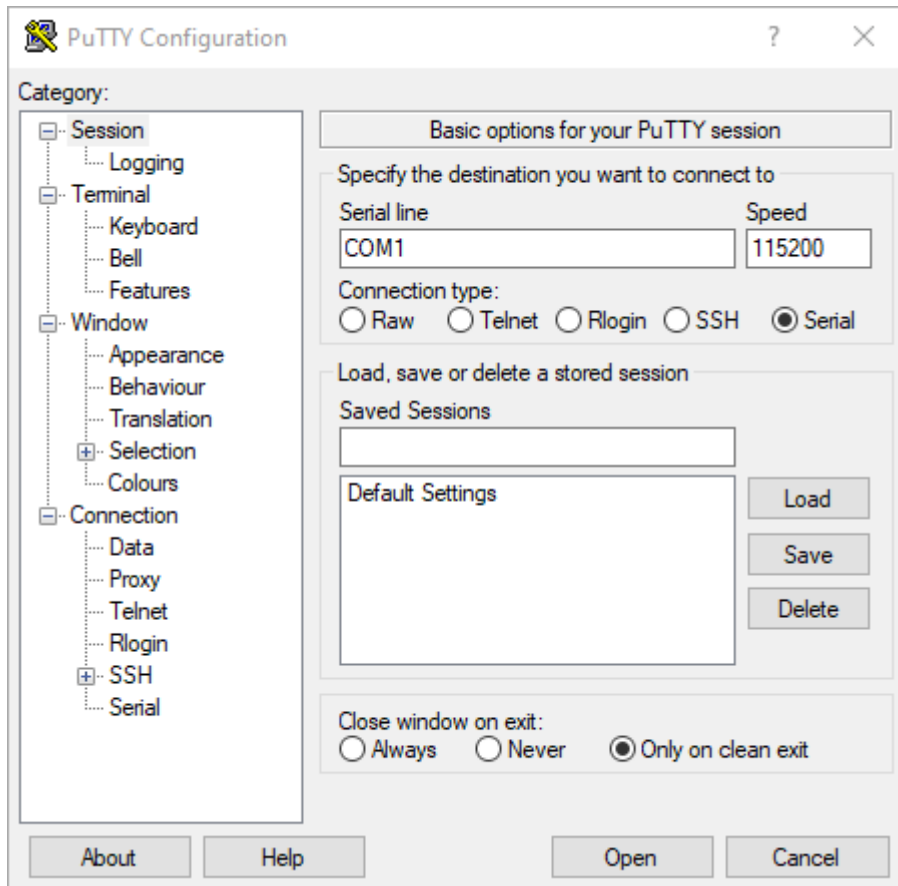 PuTTY Configuration
?
Category:
Session
Logging
Terminal
Keyboard
Bell
Features
Window
Appearance
Behaviour
Translation
Selection
Colours
Connection
Data
Proxy
Telnet
Rlogin
SSH
Serial
Basic options for your PuTTY session
Specify the destination you want to connect to
Serial line Speed
COM1 115200
Connection type:
Raw Telnet Rlogin SSH Serial
Load, save or delete a stored session
Saved Sessions
Default Settings
Load
Save
Delete
Close window on exit:
Always Never Only on clean exit
About Help Open Cancel